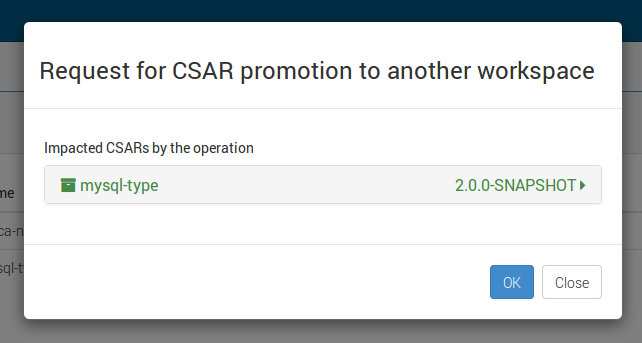 Request for CSAR promotion to another workspace
Impacted CSARs by the operation
me
mysql-type 2.0.0-SNAPSHOT
ca-n
sql-t
OK Close